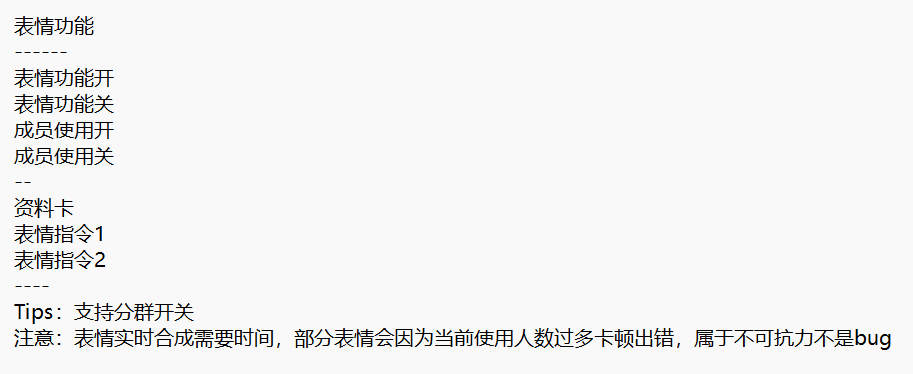 表情功能
------
表情功能开
表情功能关
成员使用开
成员使用关
--
资料卡
表情指令1
表情指令2
----
Tips：支持分群开关
注意：表情实时合成需要时间，部分表情会因为当前使用人数过多卡顿出错，属于不可抗力不是bug